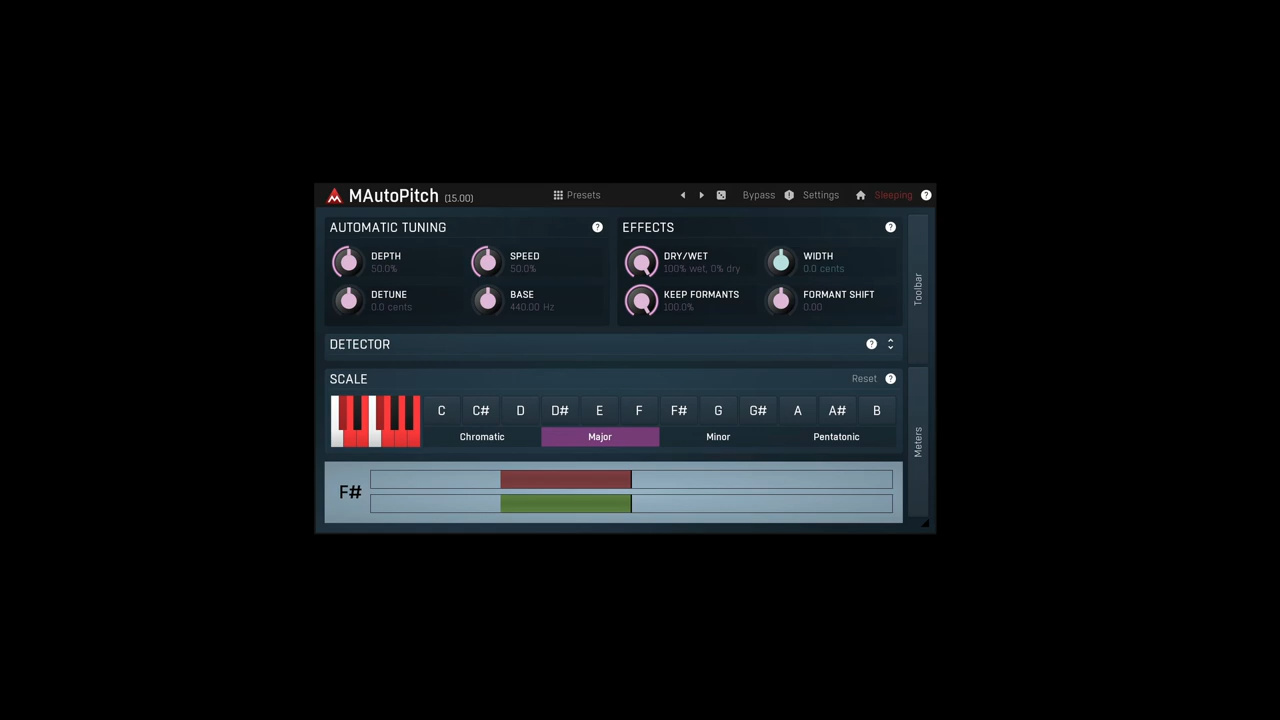 MAutoPitch (15.00) Presets Bypass Settings Sleeping ?
AUTOMATIC TUNING ? EFFECTS ?
DEPTH SPEED DRY/WET WIDTH
50.0% 50.0% 100% wet, 0% dry 0.0 cents
DETUNE BASE KEEP FORMANTS FORMANT SHIFT
0.0 cents 440.00 Hz 100.0% 0.00
Toolbar
DETECTOR ?
SCALE Reset ?
C C# D D# E F F# G G# A A# B
Chromatic Major Minor Pentatonic
Meters
F#